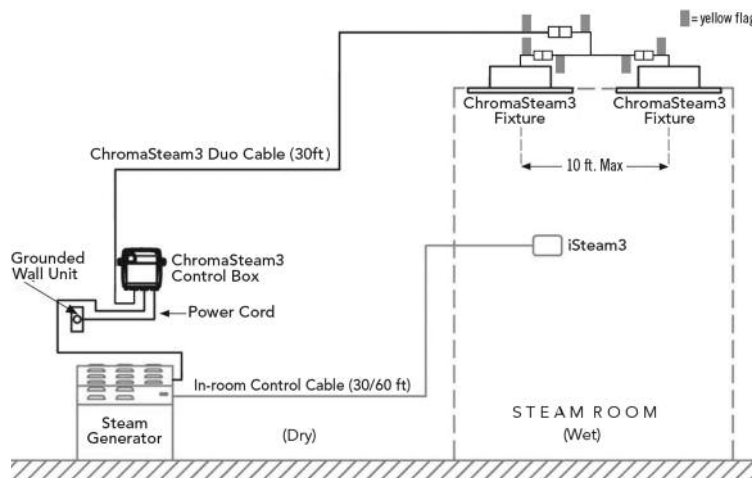 = yellow flag
ChromaSteam3
Fixture
ChromaSteam3
Fixture
ChromaSteam3 Duo Cable (30ft)
10 ft. Max
Grounded
Wall Unit
ChromaSteam3
Control Box
iSteam3
Power Cord
In-room Control Cable (30/60 ft)
Steam
Generator
(Dry)
STEAM ROOM
(Wet)